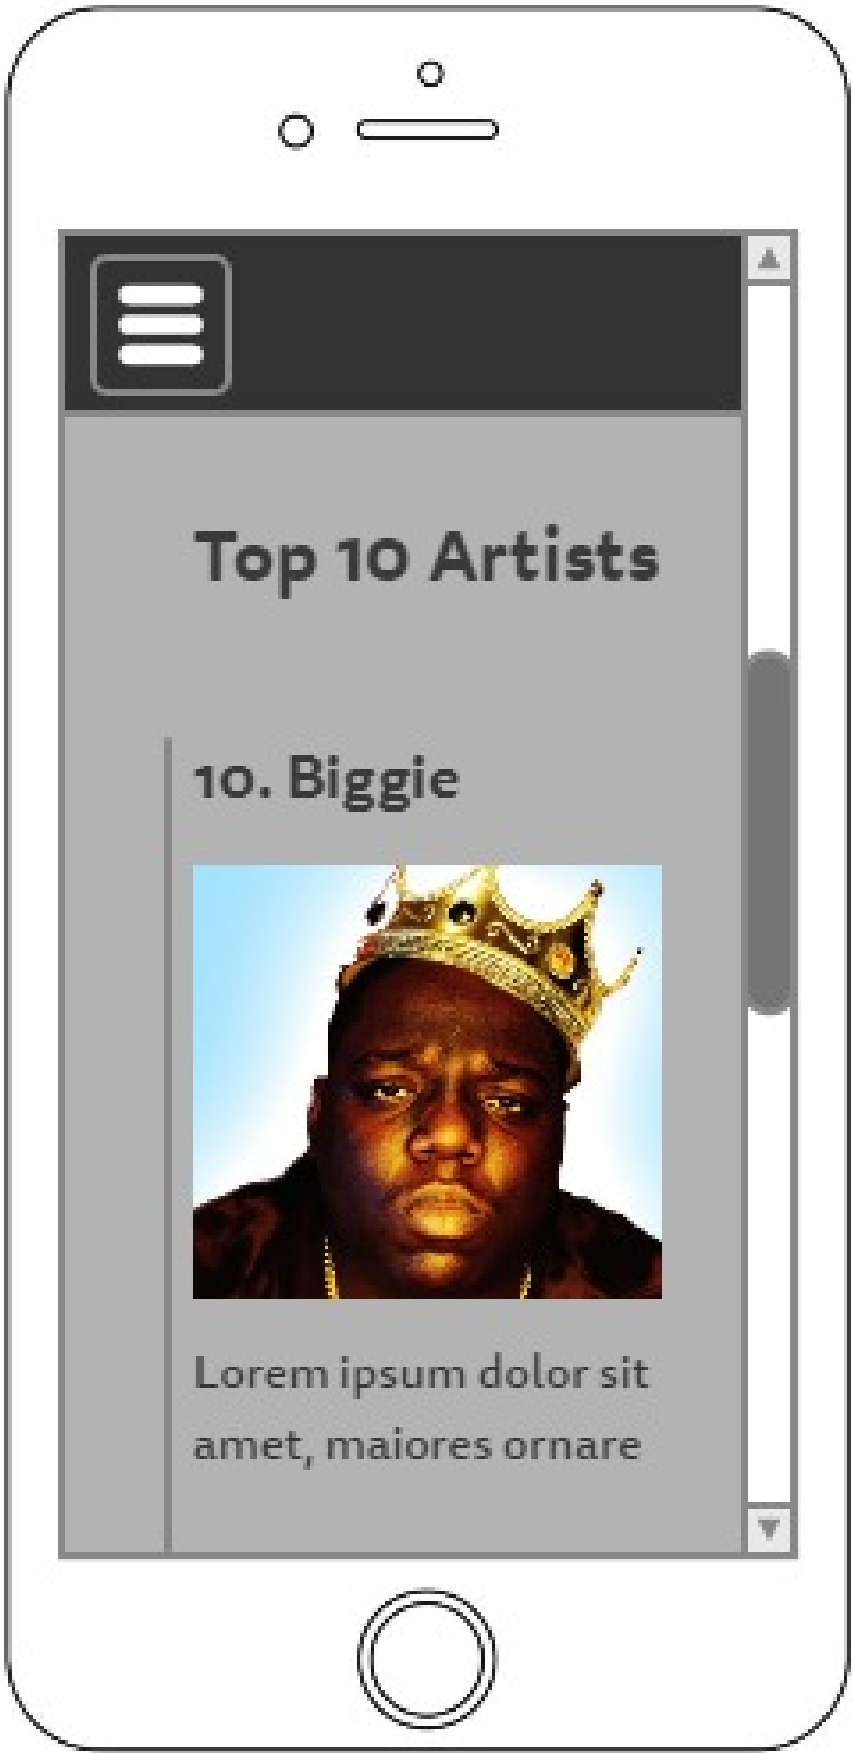 Top 10 Artists
10. Biggie
Lorem ipsum dolor sit
amet, maiores ornare